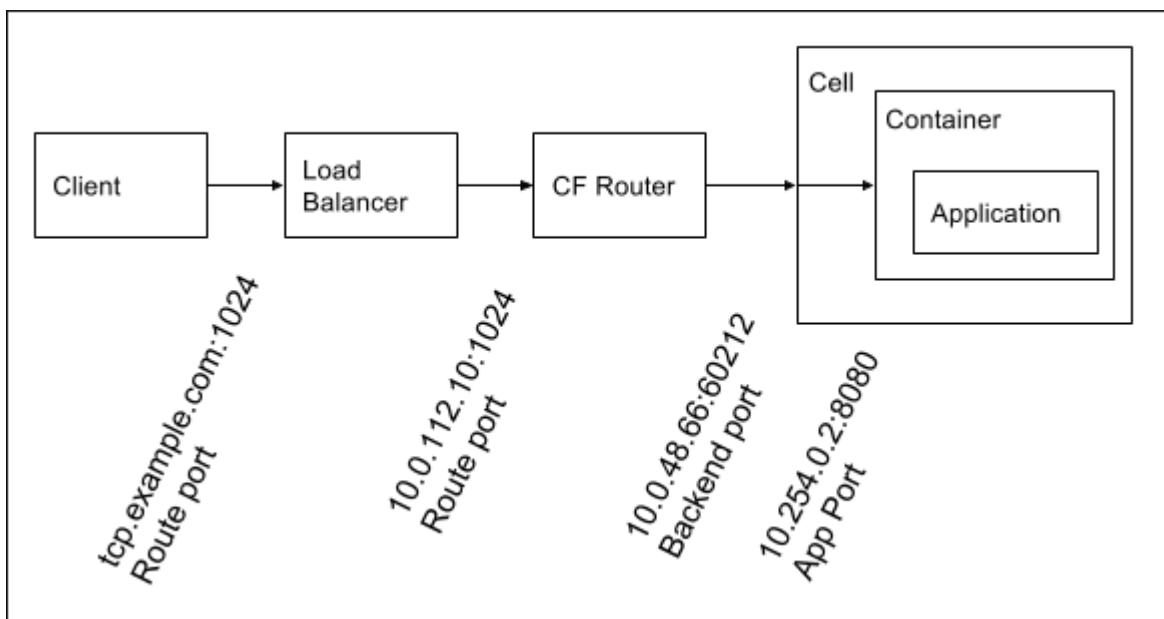 Client
Load
Balancer
CF Router
Cell
Container
Application
tcp.example.com:1024
Route port
10.0.112.10:1024
Route port
10.0.48.66:60212
Backend port
10.254.0.2:8080
App Port